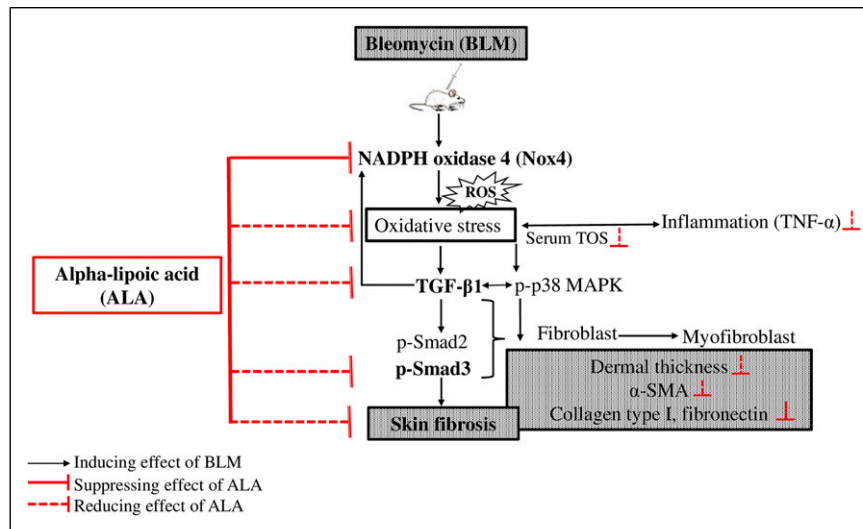 Bleomycin (BLM)
NADPH oxidase 4 (Nox4)
ROS
Oxidative stress
Serum TOS
Inflammation (TNF-α)
Alpha-lipoic acid
(ALA)
TGF-β1
p-p38 MAPK
p-Smad2
p-Smad3
Fibroblast
Myofibroblast
Dermal thickness
α-SMA
Collagen type I, fibronectin
Skin fibrosis
Inducing effect of BLM
Suppressing effect of ALA
Reducing effect of ALA